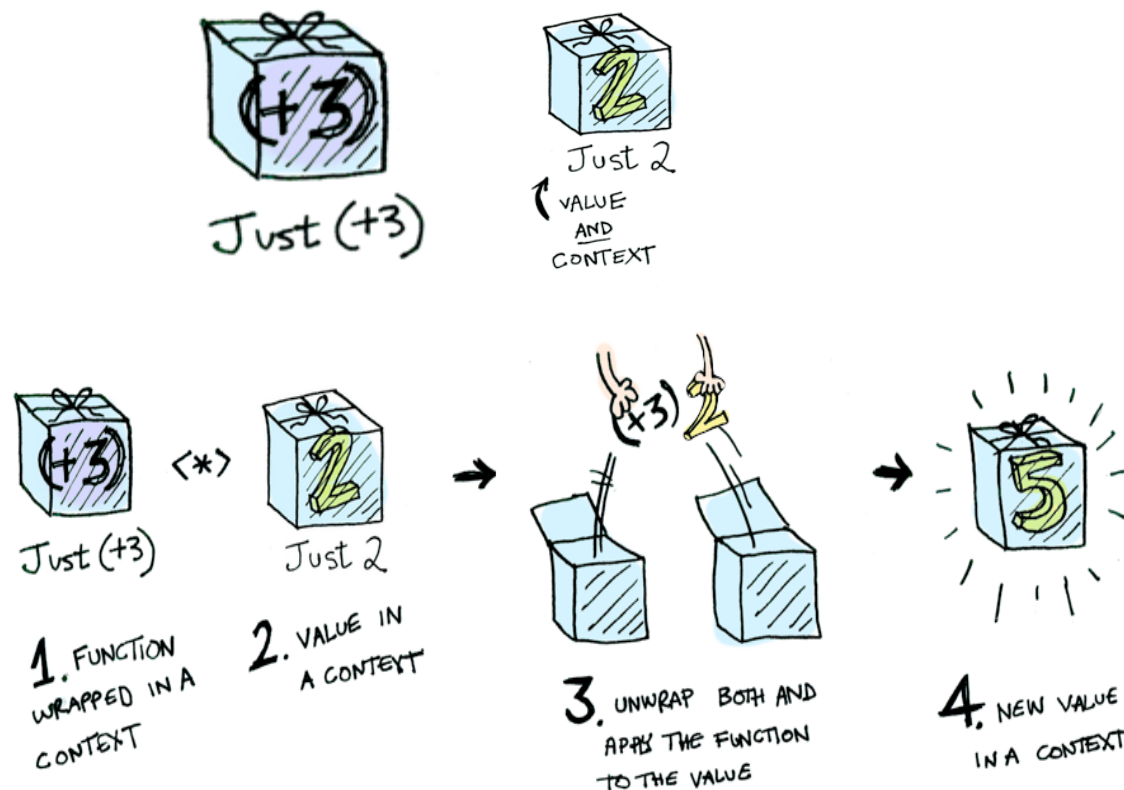 (+3)
Just (+3)
2
Just 2
VALUE
AND
CONTEXT
(+3)
Just (+3)
<*>
2
Just 2
(+3) 2
5
1. FUNCTION
WRAPPED IN A
CONTEXT
2. VALUE IN
A CONTEXT
3. UNWRAP BOTH AND
APPLY THE FUNCTION
TO THE VALUE
4. NEW VALUE
IN A CONTEXT